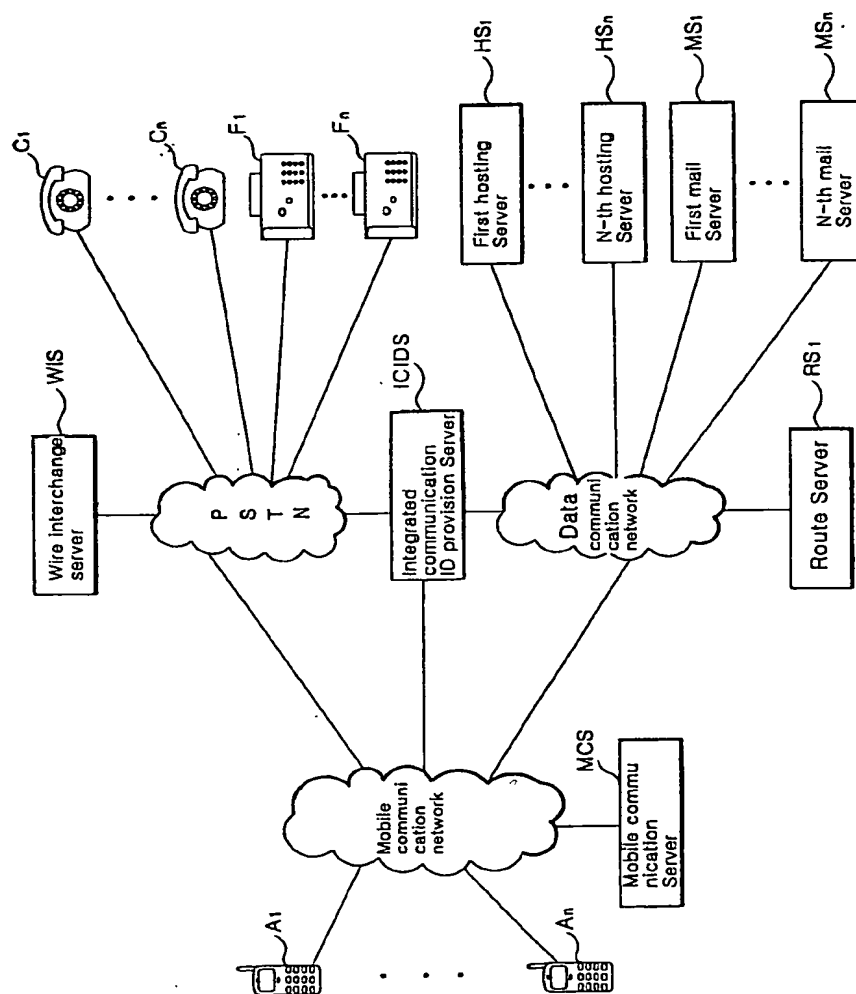 C1
Cn
F1
Fn
WIS
Wire interchange
server
P S T N
ICIDS
Integrated
communication
ID provision Server
HS1
First hosting
Server
HSn
N-th hosting
Server
MS1
First mail
Server
MSn
N-th mail
Server
Data
communi
cation
network
RS1
Route Server
Mobile
communi
cation
network
MCS
Mobile commu
nication
Server
A1
An